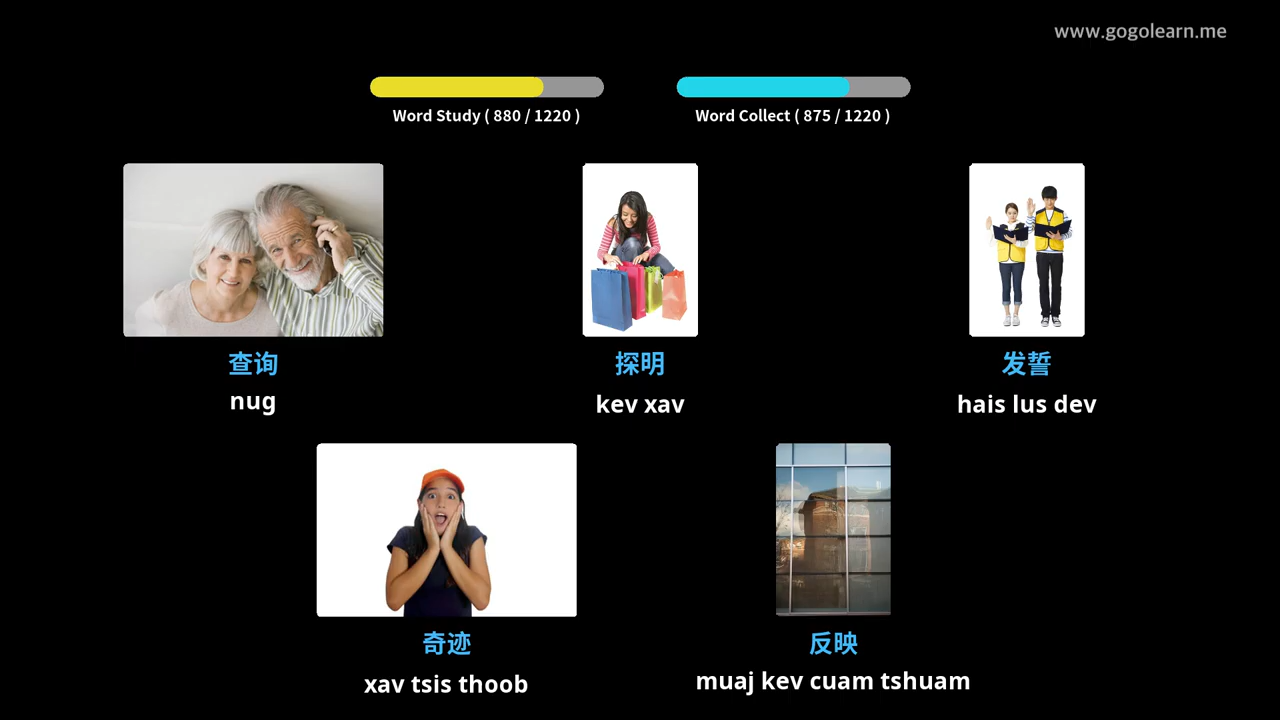 www.gogolearn.me
Word Study ( 880 / 1220 )
Word Collect ( 875 / 1220 )
查询
nug
探明
kev xav
发誓
hais lus dev
奇迹
xav tsis thoob
反映
muaj kev cuam tshuam